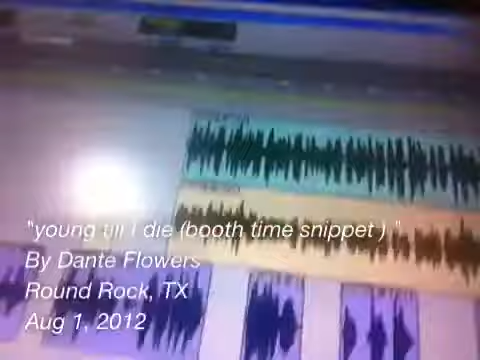 "young till I die (booth time snippet ) "
By Dante Flowers
Round Rock, TX
Aug 1, 2012